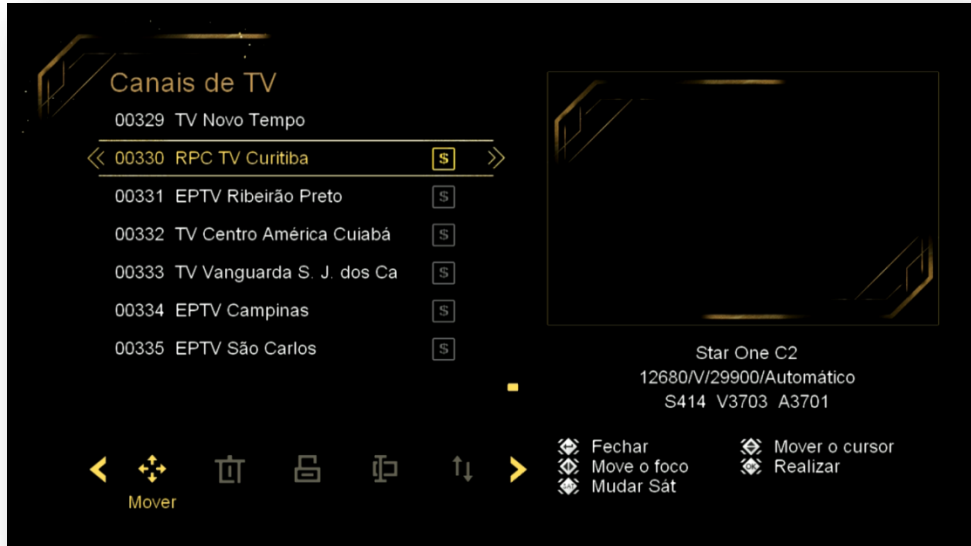 Canais de TV
00329 TV Novo Tempo
00330 RPC TV Curitiba S
00331 EPTV Ribeirão Preto S
00332 TV Centro América Cuiabá S
00333 TV Vanguarda S. J. dos Ca S
00334 EPTV Campinas S
00335 EPTV São Carlos S
Star One C2
12680/V/29900/Automático
S414 V3703 A3701
Fechar
Mover o cursor
Move o foco
OK Realizar
SAT Mudar Sát
Mover